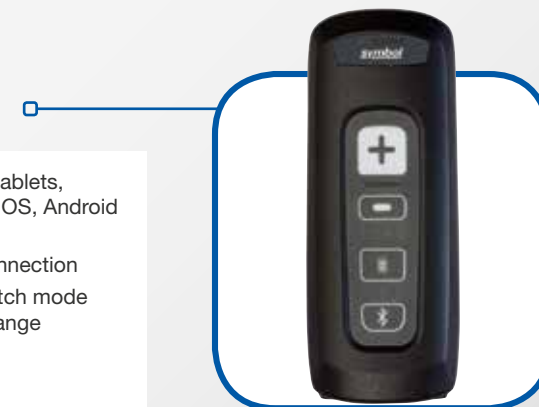 symbol
ablets,
OS, Android
nnection
tch mode
ange